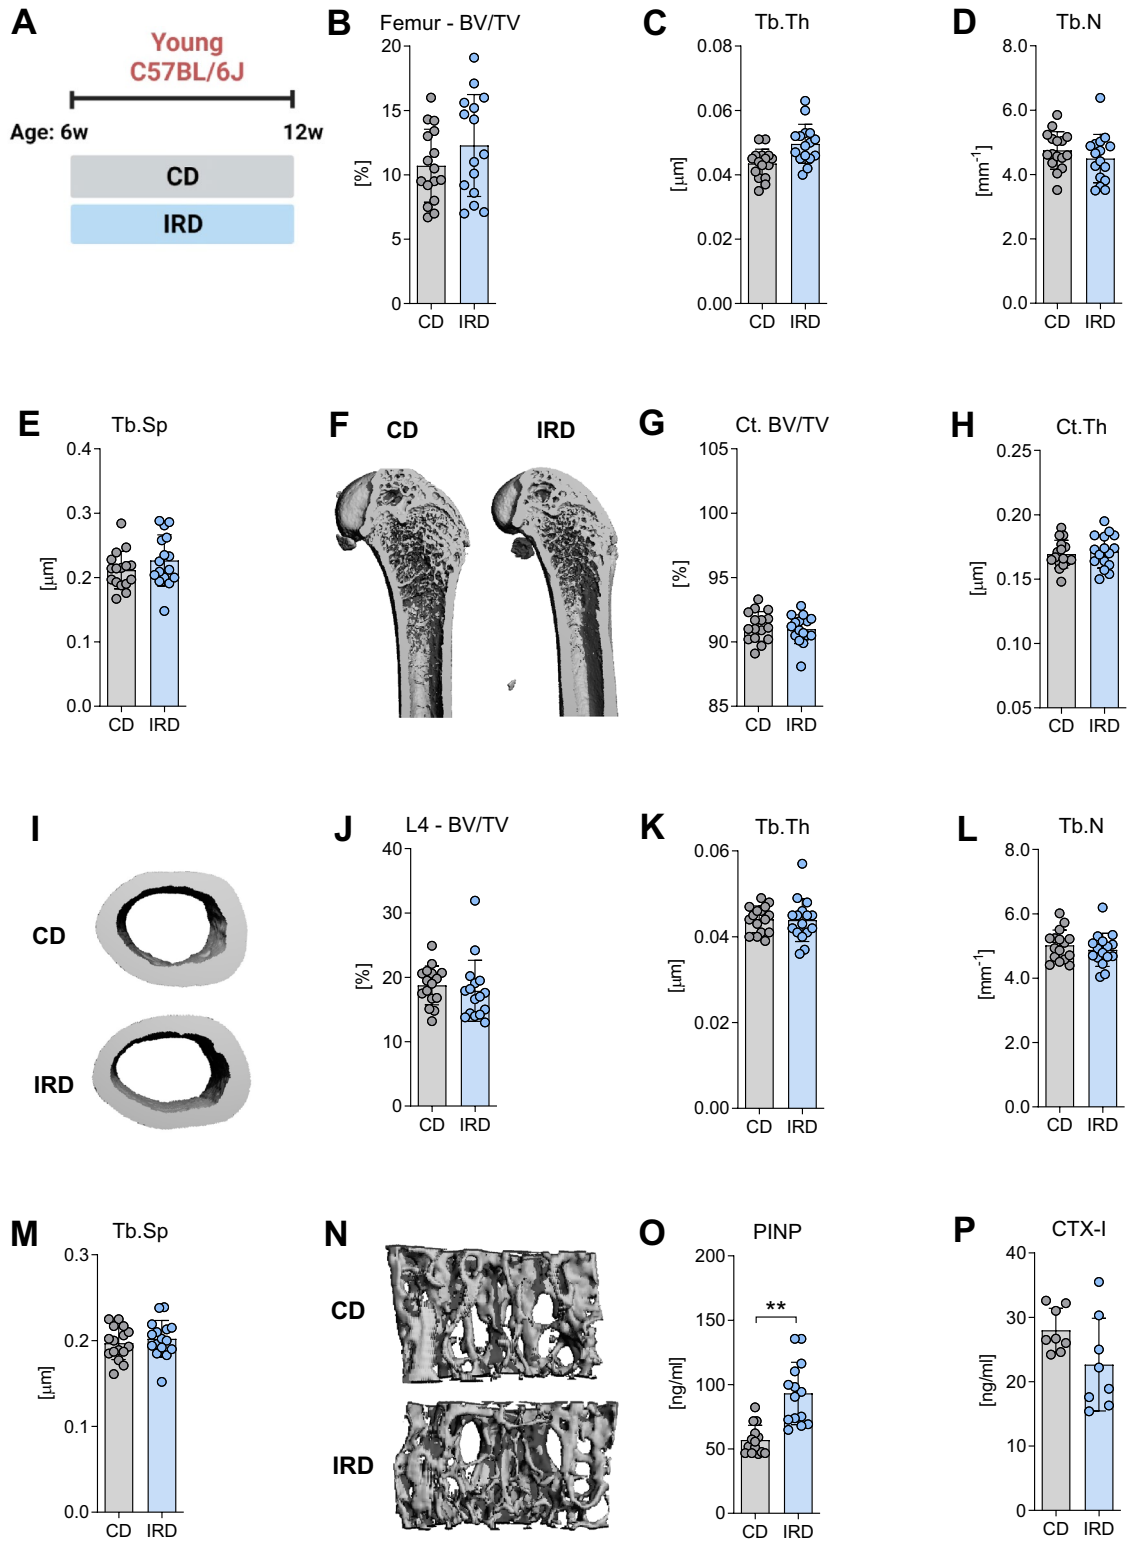 A
Young
C57BL/6J
Age: 6w
12w
CD
IRD
B
Femur - BV/TV
20
15
10
5
0
[%]
CD IRD
C
Tb.Th
0.08
0.06
0.04
0.02
0.00
[µm]
CD IRD
D
Tb.N
8.0
6.0
4.0
2.0
0.0
[mm⁻¹]
CD IRD
E
Tb.Sp
0.4
0.3
0.2
0.1
0.0
[µm]
CD IRD
F
CD
IRD
G
Ct. BV/TV
105
100
95
90
85
[%]
CD IRD
H
Ct.Th
0.25
0.20
0.15
0.10
0.05
[µm]
CD IRD
I
CD
IRD
J
L4 - BV/TV
40
30
20
10
0
[%]
CD IRD
K
Tb.Th
0.06
0.04
0.02
0.00
[µm]
CD IRD
L
Tb.N
8.0
6.0
4.0
2.0
0.0
[mm⁻¹]
CD IRD
M
Tb.Sp
0.3
0.2
0.1
0.0
[µm]
CD IRD
N
CD
IRD
O
PINP
200
150
100
50
0
[ng/ml]
**
CD IRD
P
CTX-I
40
30
20
10
0
[ng/ml]
CD IRD